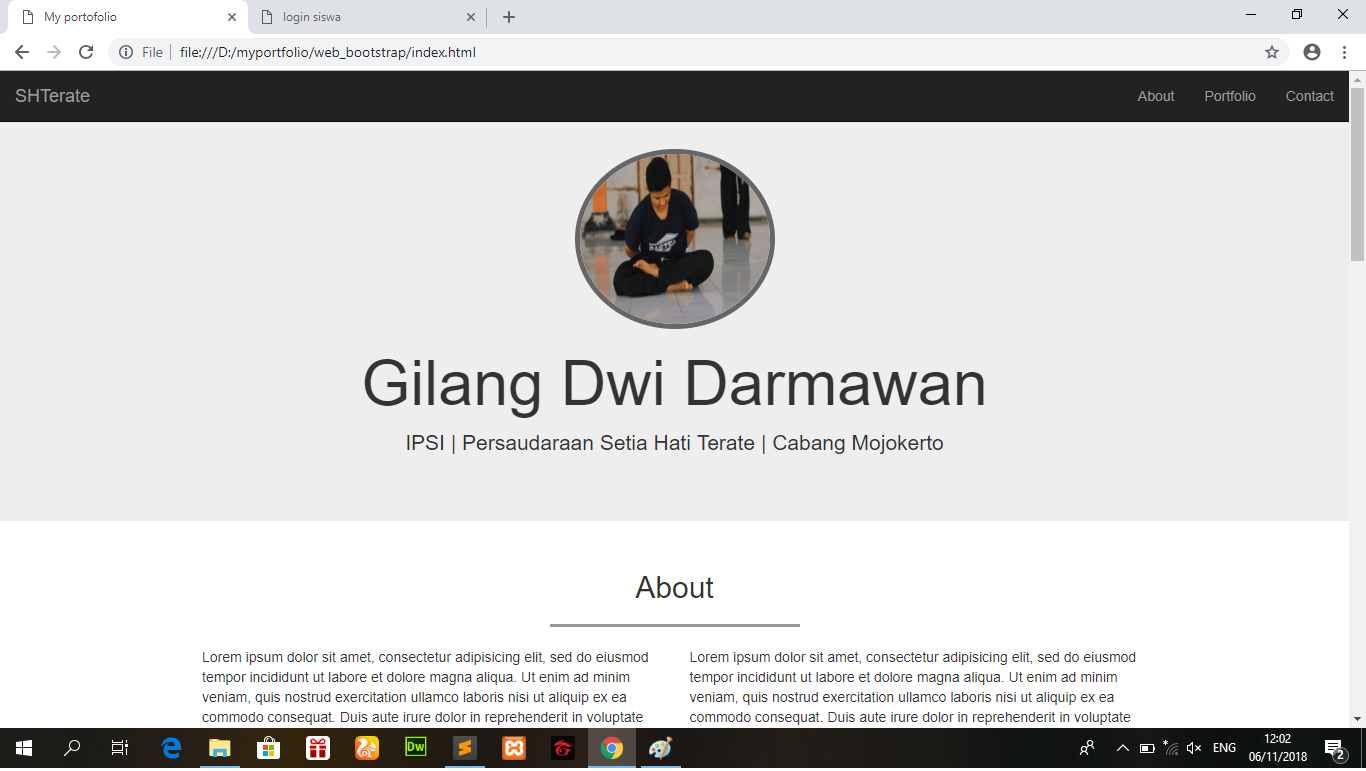 My portofolio
login siswa
File
file:///D:/myportfolio/web_bootstrap/index.html
SHTerate
About
Portfolio
Contact
Gilang Dwi Darmawan
IPSI | Persaudaraan Setia Hati Terate | Cabang Mojokerto
About
Lorem ipsum dolor sit amet, consectetur adipisicing elit, sed do eiusmod
tempor incididunt ut labore et dolore magna aliqua. Ut enim ad minim
veniam, quis nostrud exercitation ullamco laboris nisi ut aliquip ex ea
commodo consequat. Duis aute irure dolor in reprehenderit in voluptate
Lorem ipsum dolor sit amet, consectetur adipisicing elit, sed do eiusmod
tempor incididunt ut labore et dolore magna aliqua. Ut enim ad minim
veniam, quis nostrud exercitation ullamco laboris nisi ut aliquip ex ea
commodo consequat. Duis aute irure dolor in reprehenderit in voluptate
Dw
ENG
12:02
06/11/2018
2